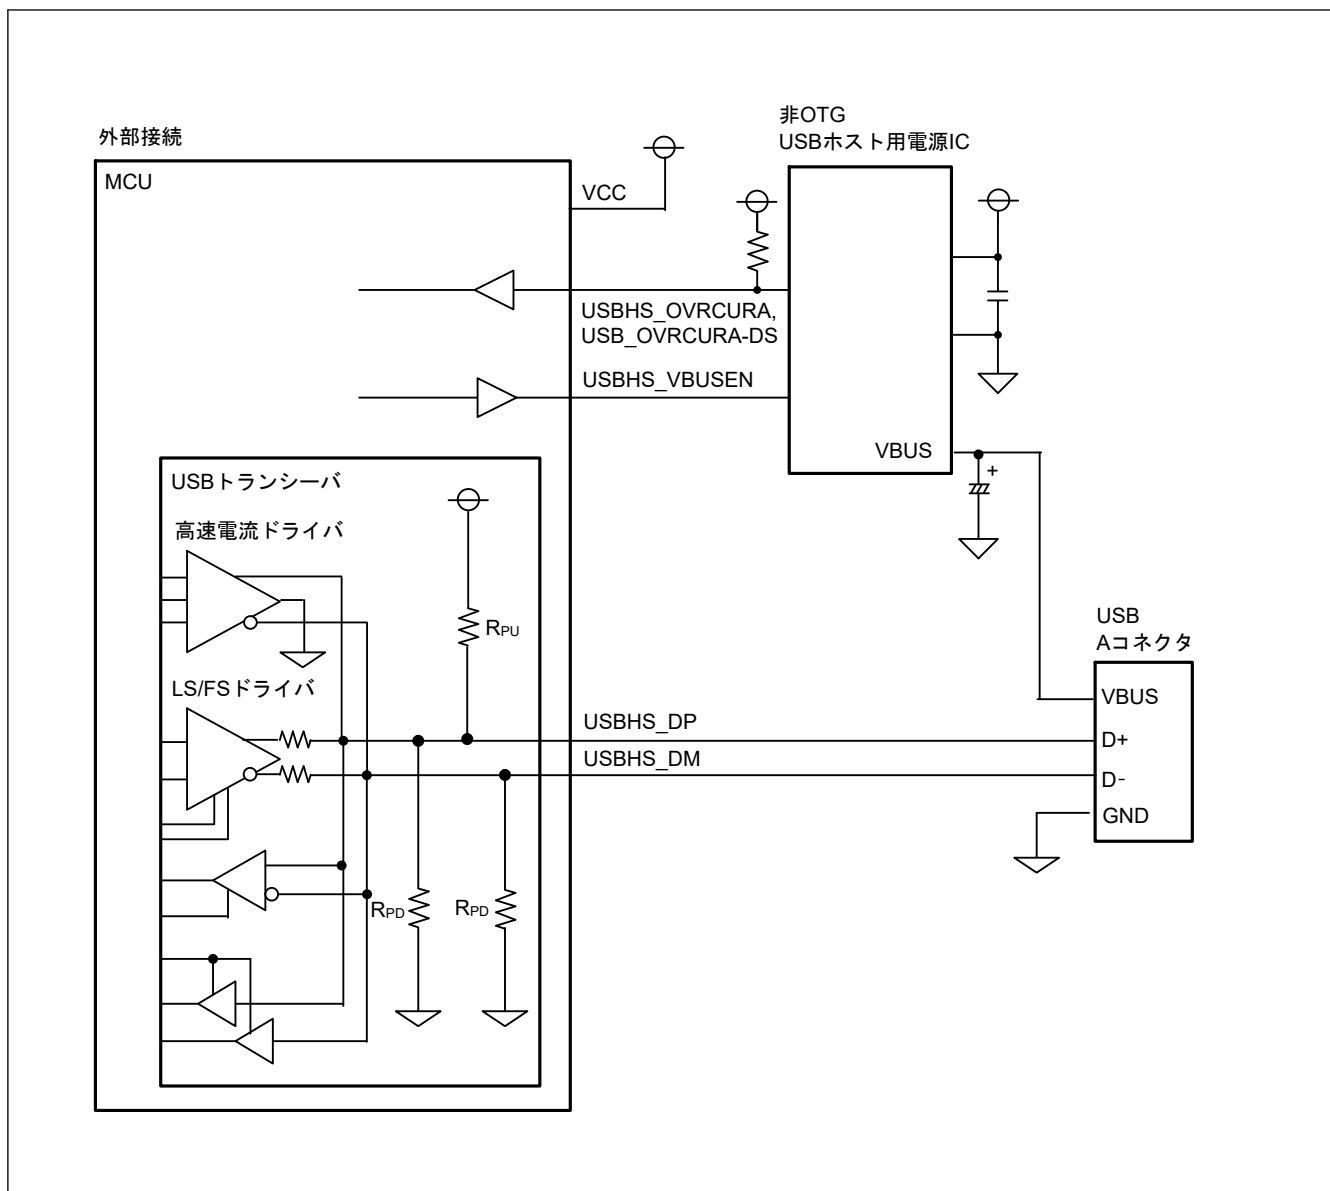 外部接続
MCU
VCC
非OTG
USBホスト用電源IC
USBHS_OVRCURA,
USB_OVRCURA-DS
USBHS_VBUSEN
VBUS
+
USBトランシーバ
高速電流ドライバ
RPU
LS/FSドライバ
USBHS_DP
USBHS_DM
RPD
RPD
USB
Aコネクタ
VBUS
D+
D-
GND